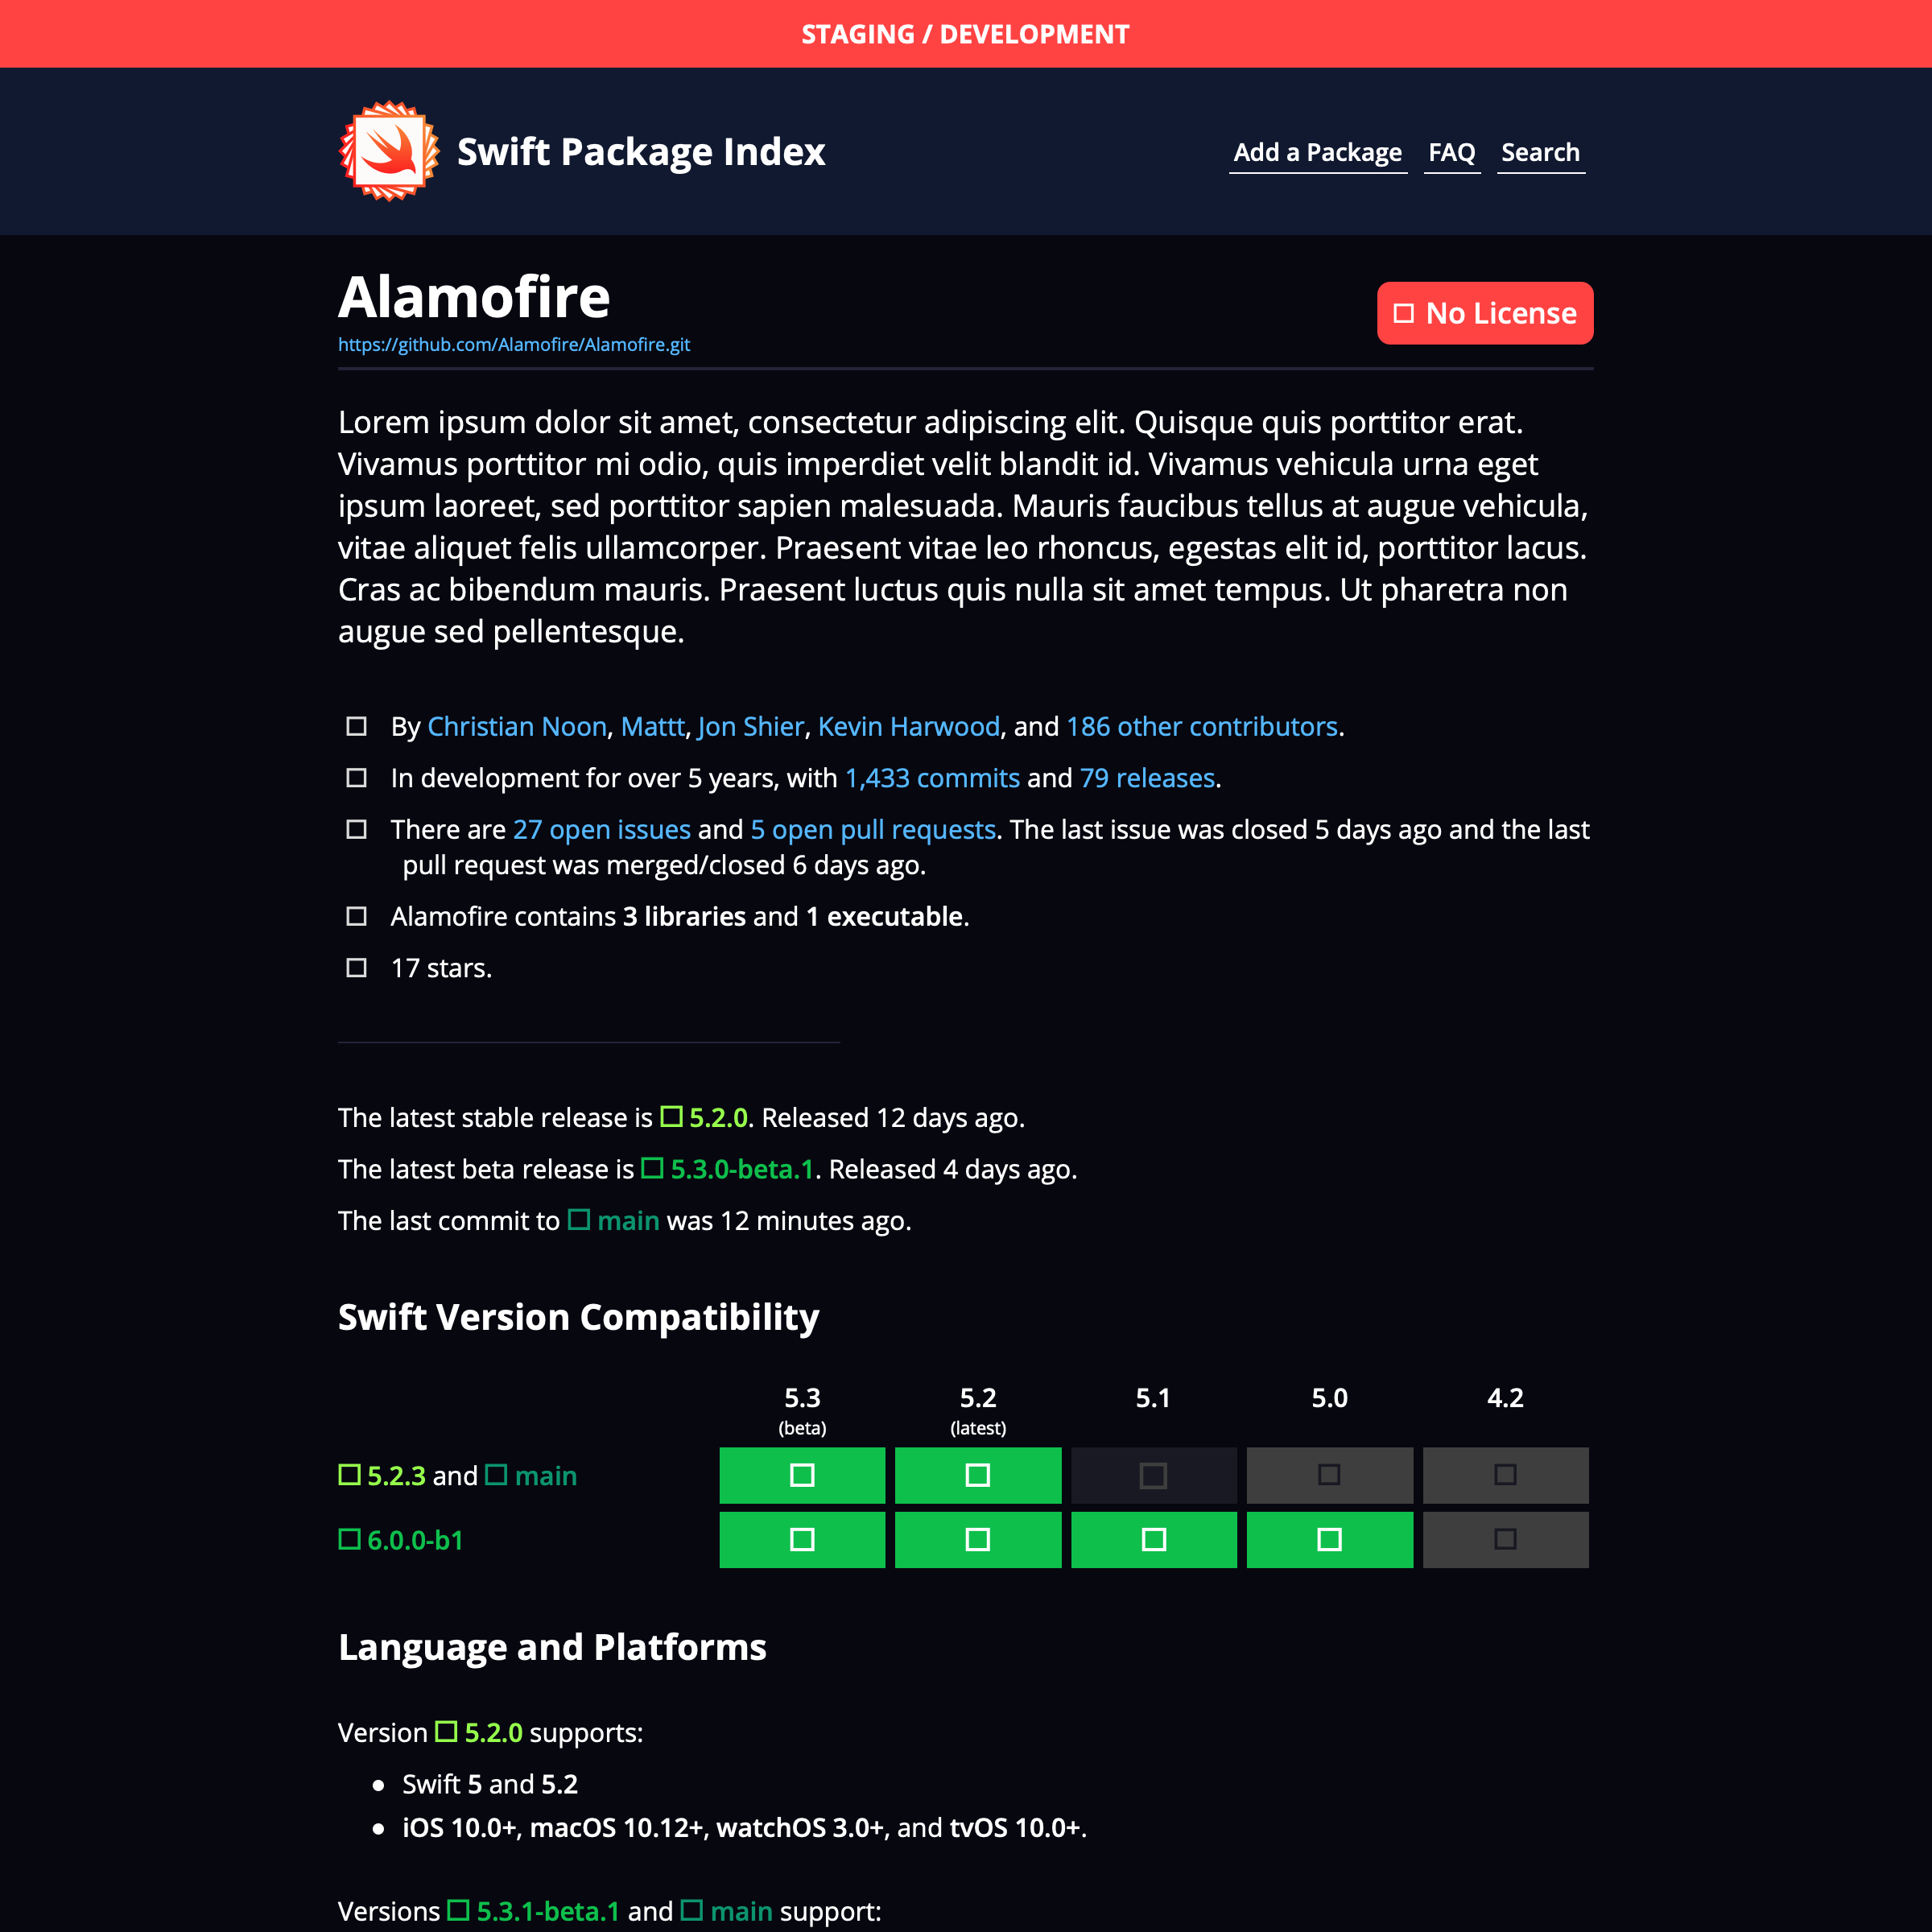 STAGING / DEVELOPMENT
Swift Package Index
Add a Package FAQ Search
Alamofire
No License
https://github.com/Alamofire/Alamofire.git
Lorem ipsum dolor sit amet, consectetur adipiscing elit. Quisque quis porttitor erat.
Vivamus porttitor mi odio, quis imperdiet velit blandit id. Vivamus vehicula urna eget
ipsum laoreet, sed porttitor sapien malesuada. Mauris faucibus tellus at augue vehicula,
vitae aliquet felis ullamcorper. Praesent vitae leo rhoncus, egestas elit id, porttitor lacus.
Cras ac bibendum mauris. Praesent luctus quis nulla sit amet tempus. Ut pharetra non
augue sed pellentesque.
By Christian Noon, Mattt, Jon Shier, Kevin Harwood, and 186 other contributors.
In development for over 5 years, with 1,433 commits and 79 releases.
There are 27 open issues and 5 open pull requests. The last issue was closed 5 days ago and the last
pull request was merged/closed 6 days ago.
Alamofire contains 3 libraries and 1 executable.
17 stars.
The latest stable release is 5.2.0. Released 12 days ago.
The latest beta release is 5.3.0-beta.1. Released 4 days ago.
The last commit to main was 12 minutes ago.
Swift Version Compatibility
5.3 5.2 5.1 5.0 4.2
(beta) (latest)
5.2.3 and main
6.0.0-b1
Language and Platforms
Version 5.2.0 supports:
● Swift 5 and 5.2
● iOS 10.0+, macOS 10.12+, watchOS 3.0+, and tvOS 10.0+.
Versions 5.3.1-beta.1 and main support: